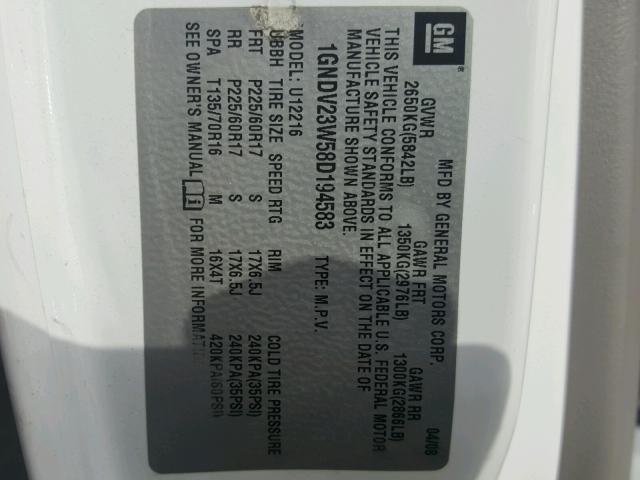 GM ®
MFD BY GENERAL MOTORS CORP. 04/08
GVWR GAWR FRT GAWR RR
2650KG(5842LB) 1350KG(2976LB) 1300KG(2866LB)
THIS VEHICLE CONFORMS TO ALL APPLICABLE U.S. FEDERAL MOTOR
VEHICLE SAFETY STANDARDS IN EFFECT ON THE DATE OF
MANUFACTURE SHOWN ABOVE.
1GNDV23W58D194583 TYPE: M.P.V.
MODEL: U12216
UBBH TIRE SIZE SPEED RTG RIM COLD TIRE PRESSURE
FRT P225/60R17 S 17X6.5J 240KPA(35PSI)
RR P225/60R17 S 17X6.5J 240KPA(35PSI)
SPA T135/70R16 M 16X4T 420KPA(60PSI)
SEE OWNER'S MANUAL i FOR MORE INFORMATION